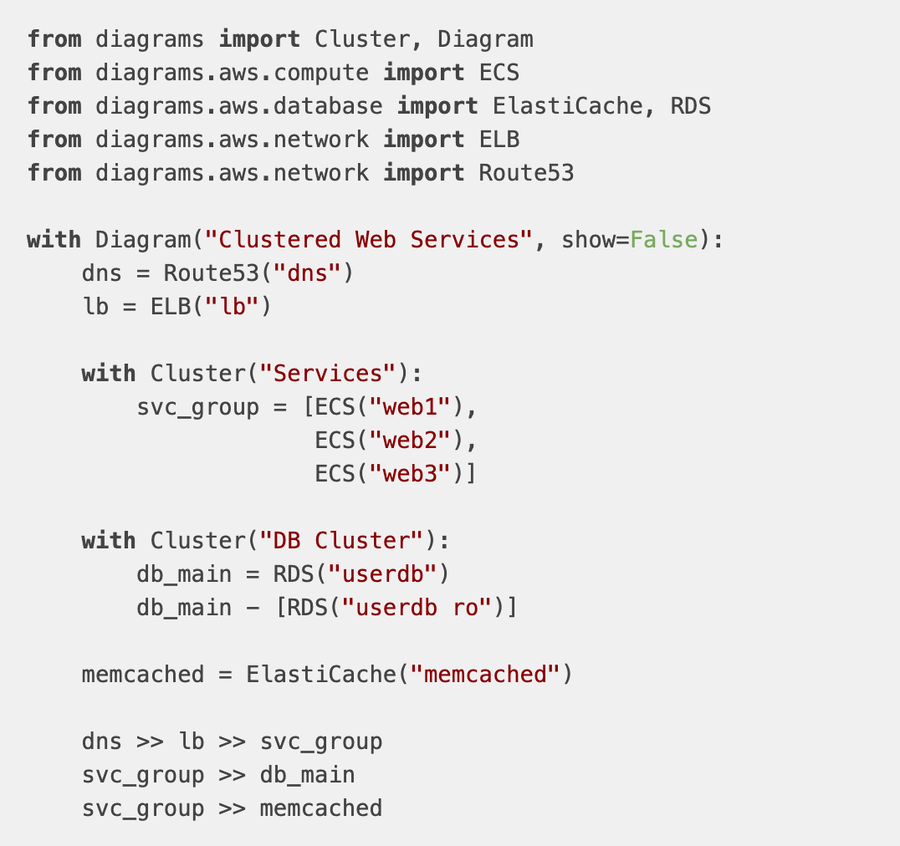 from diagrams import Cluster, Diagram
from diagrams.aws.compute import ECS
from diagrams.aws.database import ElastiCache, RDS
from diagrams.aws.network import ELB
from diagrams.aws.network import Route53

with Diagram("Clustered Web Services", show=False):
    dns = Route53("dns")
    lb = ELB("lb")

    with Cluster("Services"):
        svc_group = [ECS("web1"),
                     ECS("web2"),
                     ECS("web3")]

    with Cluster("DB Cluster"):
        db_main = RDS("userdb")
        db_main - [RDS("userdb ro")]

    memcached = ElastiCache("memcached")

    dns >> lb >> svc_group
    svc_group >> db_main
    svc_group >> memcached